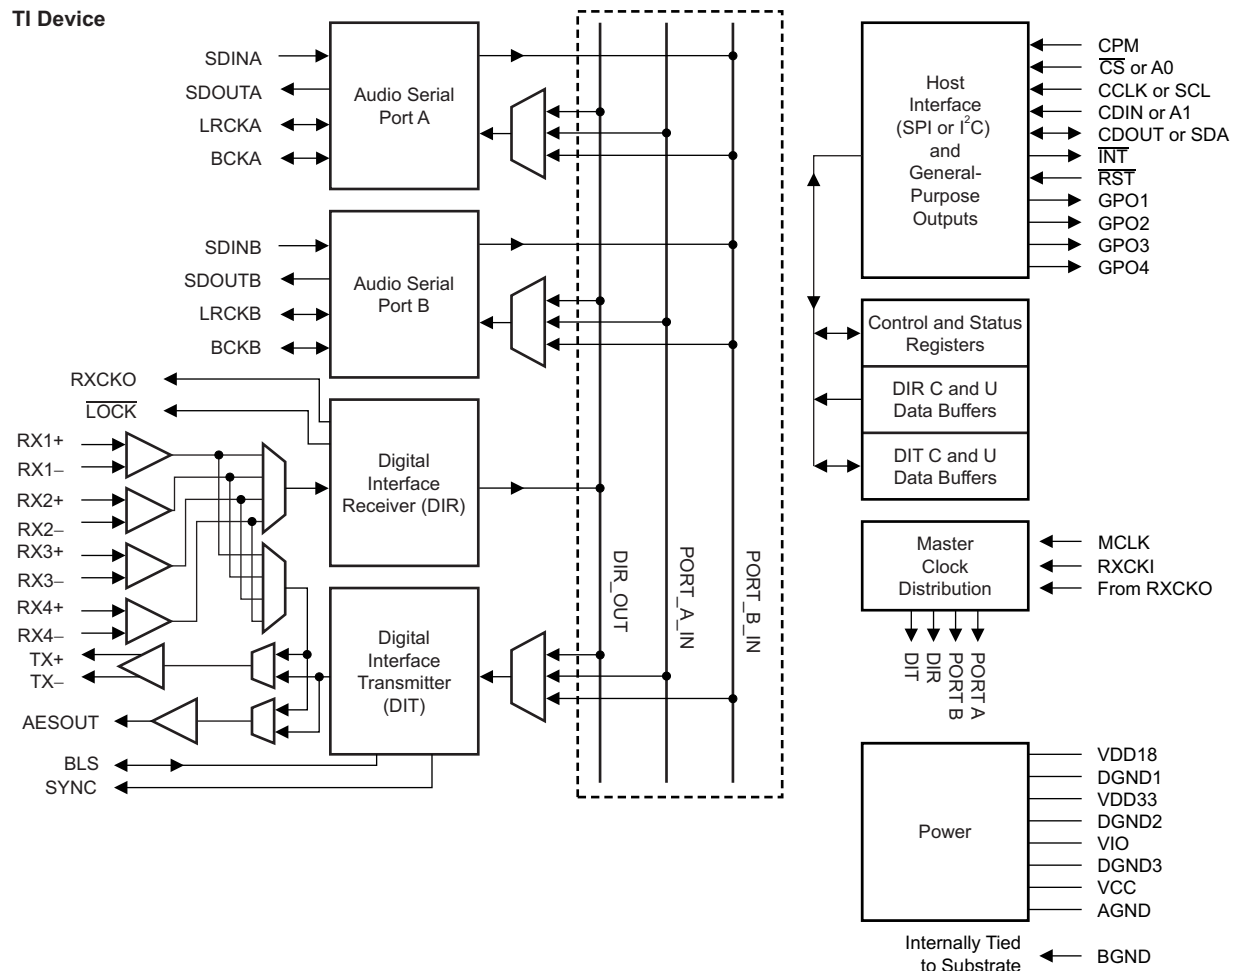 TI Device
SDINA
SDOUTA
LRCKA
BCKA
Audio Serial
Port A
SDINB
SDOUTB
LRCKB
BCKB
Audio Serial
Port B
RXCKO
LOCK
RX1+
RX1–
RX2+
RX2–
RX3+
RX3–
RX4+
RX4–
TX+
TX–
AESOUT
BLS
SYNC
Digital
Interface
Receiver (DIR)
Digital
Interface
Transmitter
(DIT)
DIR_OUT
PORT_A_IN
PORT_B_IN
Host
Interface
(SPI or I²C)
and
General-
Purpose
Outputs
CPM
CS or A0
CCLK or SCL
CDIN or A1
CDOUT or SDA
INT
RST
GPO1
GPO2
GPO3
GPO4
Control and Status
Registers
DIR C and U
Data Buffers
DIT C and U
Data Buffers
Master
Clock
Distribution
MCLK
RXCKI
From RXCKO
DIT
DIR
PORT B
PORT A
Power
VDD18
DGND1
VDD33
DGND2
VIO
DGND3
VCC
AGND
Internally Tied
to Substrate
BGND